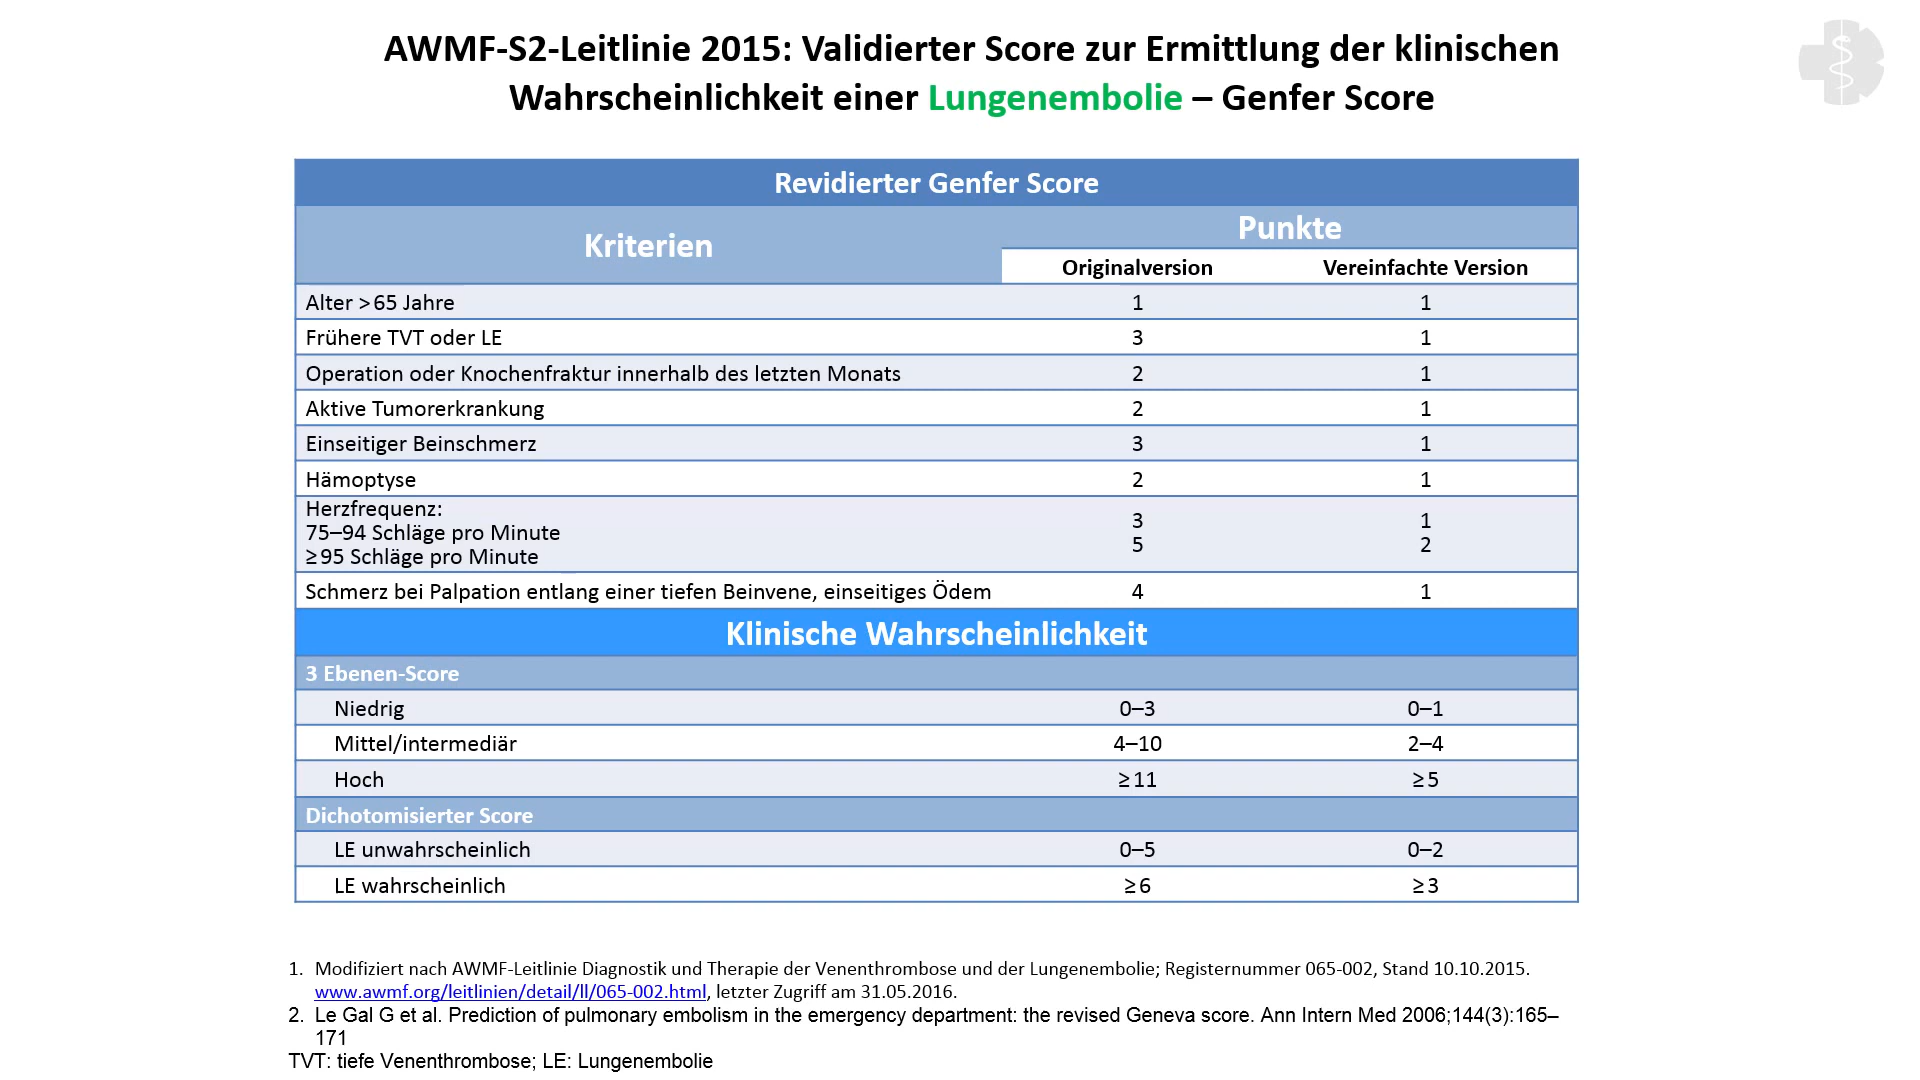 AWMF-S2-Leitlinie 2015: Validierter Score zur Ermittlung der klinischen
Wahrscheinlichkeit einer Lungenembolie – Genfer Score
Revidierter Genfer Score
Kriterien
Punkte
Originalversion Vereinfachte Version
Alter >65 Jahre 1 1
Frühere TVT oder LE 3 1
Operation oder Knochenfraktur innerhalb des letzten Monats 2 1
Aktive Tumorerkrankung 2 1
Einseitiger Beinschmerz 3 1
Hämoptyse 2 1
Herzfrequenz:
75–94 Schläge pro Minute 3 1
≥95 Schläge pro Minute 5 2
Schmerz bei Palpation entlang einer tiefen Beinvene, einseitiges Ödem 4 1
Klinische Wahrscheinlichkeit
3 Ebenen-Score
Niedrig 0–3 0–1
Mittel/intermediär 4–10 2–4
Hoch ≥11 ≥5
Dichotomisierter Score
LE unwahrscheinlich 0–5 0–2
LE wahrscheinlich ≥6 ≥3
1. Modifiziert nach AWMF-Leitlinie Diagnostik und Therapie der Venenthrombose und der Lungenembolie; Registernummer 065-002, Stand 10.10.2015.
www.awmf.org/leitlinien/detail/ll/065-002.html, letzter Zugriff am 31.05.2016.
2. Le Gal G et al. Prediction of pulmonary embolism in the emergency department: the revised Geneva score. Ann Intern Med 2006;144(3):165–
171
TVT: tiefe Venenthrombose; LE: Lungenembolie